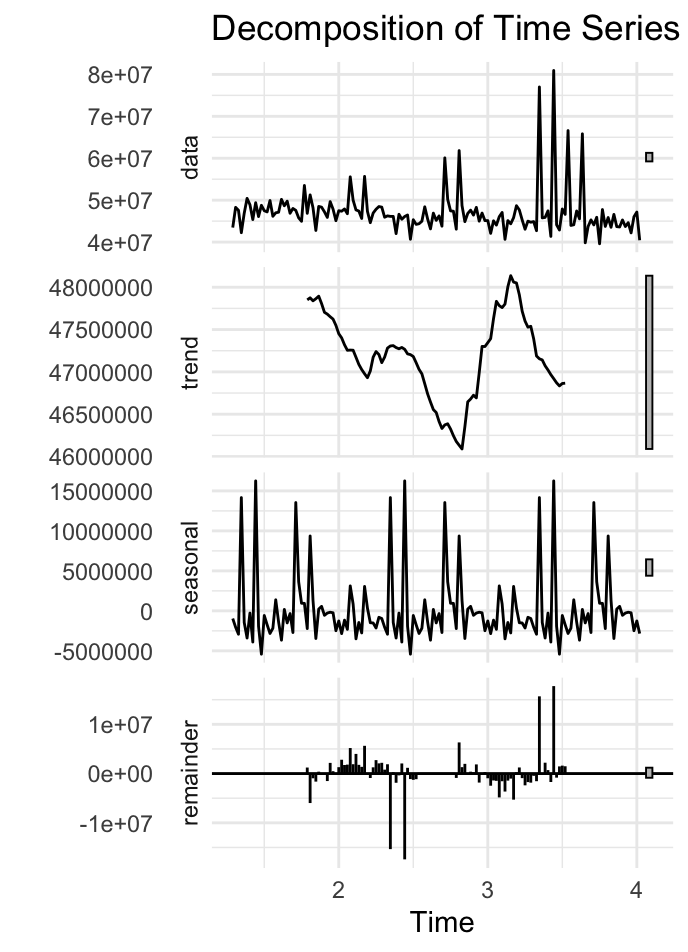 Decomposition of Time Series
8e+07
7e+07
6e+07
5e+07
4e+07
data
48000000
47500000
47000000
46500000
46000000
trend
15000000
10000000
5000000
0
-5000000
seasonal
1e+07
0e+00
-1e+07
remainder
2 3 4
Time